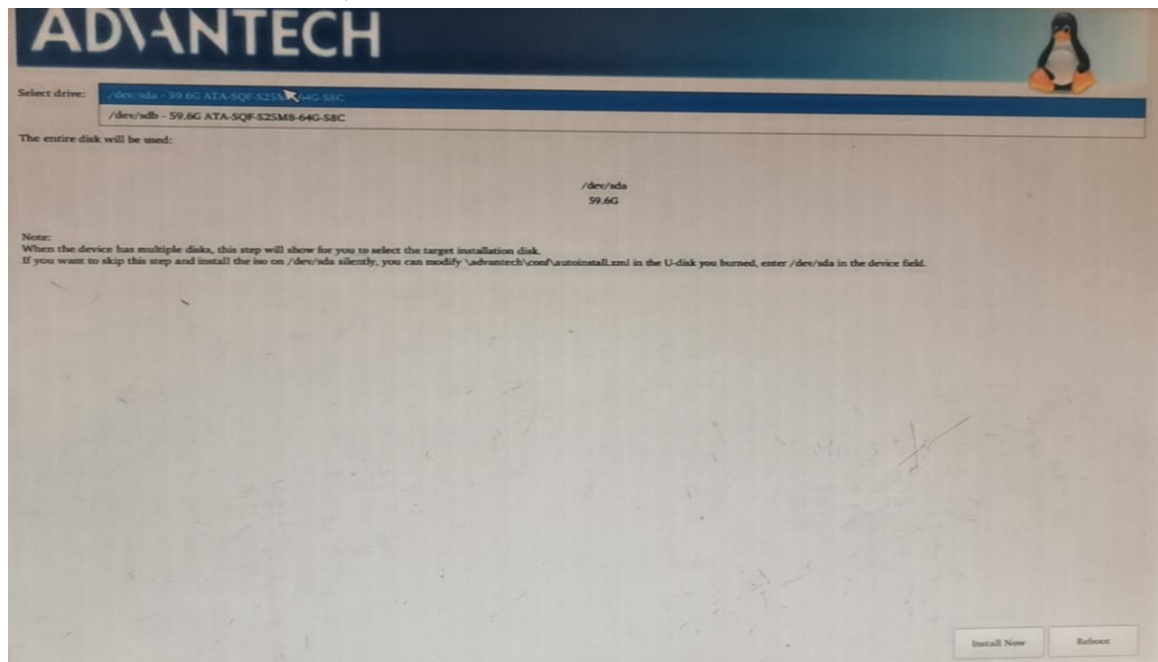 ADVANTECH
Select drive:
/dev/sda - 59.6G ATA-SQF-S25M8-64G-S8C
/dev/sdb - 59.6G ATA-SQF-S25M8-64G-S8C
The entire disk will be used:
/dev/sda
59.6G
Note:
When the device has multiple disks, this step will show for you to select the target installation disk.
If you want to skip this step and install the iso on /dev/sda silently, you can modify \advantech\conf\autoinstall.xml in the U-disk you burned, enter /dev/sda in the device field.
Install Now
Reboot